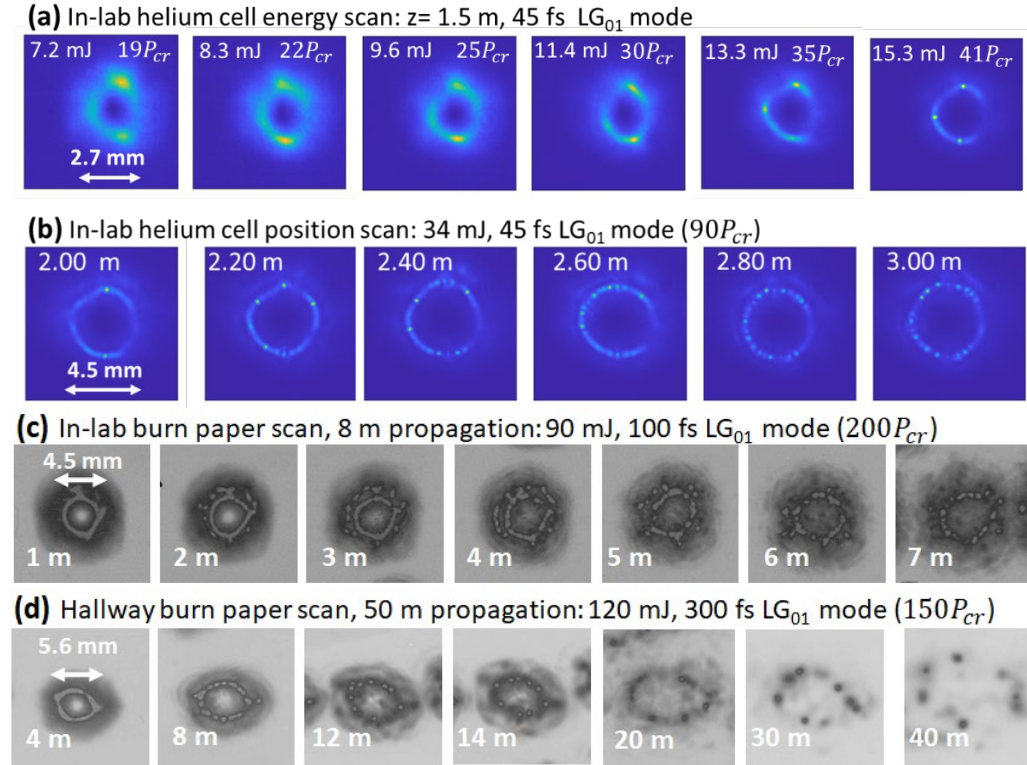 (a) In-lab helium cell energy scan: z= 1.5 m, 45 fs LG₀₁ mode
7.2 mJ 19P𝑐𝑟
8.3 mJ 22P𝑐𝑟
9.6 mJ 25P𝑐𝑟
11.4 mJ 30P𝑐𝑟
13.3 mJ 35P𝑐𝑟
15.3 mJ 41P𝑐𝑟
2.7 mm
(b) In-lab helium cell position scan: 34 mJ, 45 fs LG₀₁ mode (90P𝑐𝑟)
2.00 m
2.20 m
2.40 m
2.60 m
2.80 m
3.00 m
4.5 mm
(c) In-lab burn paper scan, 8 m propagation: 90 mJ, 100 fs LG₀₁ mode (200P𝑐𝑟)
4.5 mm
1 m
2 m
3 m
4 m
5 m
6 m
7 m
(d) Hallway burn paper scan, 50 m propagation: 120 mJ, 300 fs LG₀₁ mode (150P𝑐𝑟)
5.6 mm
4 m
8 m
12 m
14 m
20 m
30 m
40 m